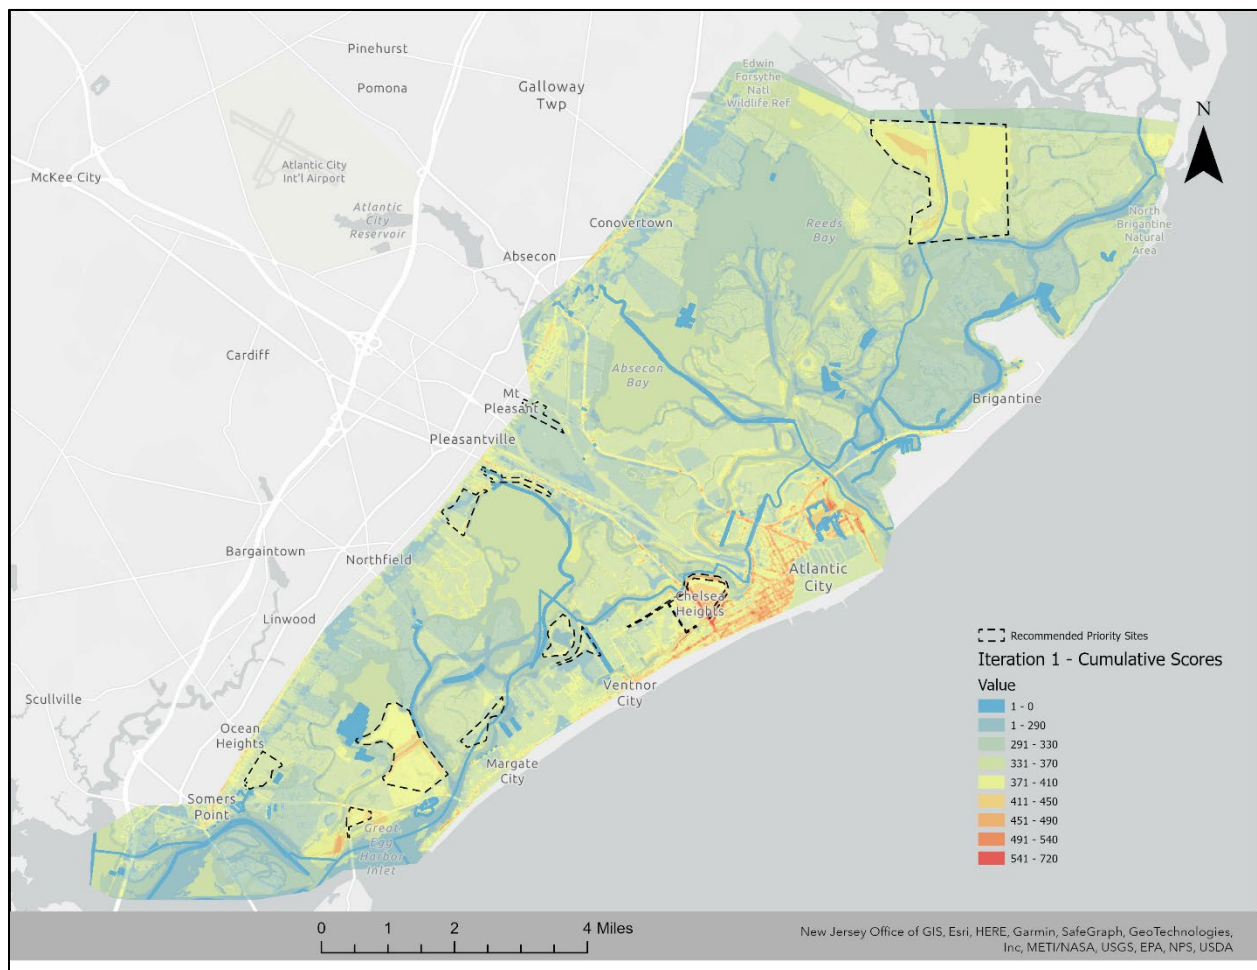 Pinehurst
Pomona
Galloway
Twp
Edwin
Forsythe
Natl
Wildlife Ref
N
McKee City
Atlantic City
Int'l Airport
Atlantic
City
Reservoir
Conovertown
Reeds
Bay
North
Brigantine
Natural
Area
Absecon
Cardiff
Absecon
Bay
Mt
Pleasant
Brigantine
Pleasantville
Bargaintown
Northfield
Atlantic
City
Chelsea
Heights
Linwood
Ventnor
City
Scullville
Ocean
Heights
Margate
City
Somers
Point
Great
Egg
Harbor
Inlet
Recommended Priority Sites
Iteration 1 - Cumulative Scores
Value
1 - 0
1 - 290
291 - 330
331 - 370
371 - 410
411 - 450
451 - 490
491 - 540
541 - 720
0 1 2 4 Miles
New Jersey Office of GIS, Esri, HERE, Garmin, SafeGraph, GeoTechnologies,
Inc, METI/NASA, USGS, EPA, NPS, USDA